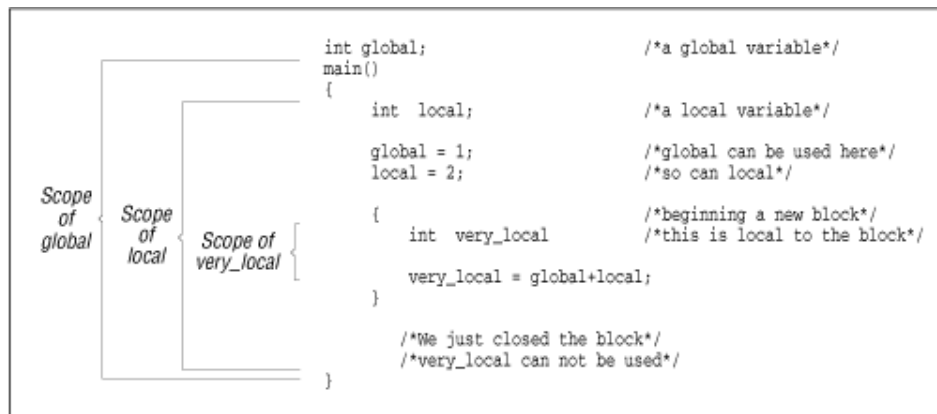 int global; /*a global variable*/
main()
{
int local; /*a local variable*/
global = 1; /*global can be used here*/
local = 2; /*so can local*/
{ /*beginning a new block*/
int very_local /*this is local to the block*/
very_local = global+local;
}
/*We just closed the block*/
/*very_local can not be used*/
}
Scope
of
global
Scope
of
local
Scope of
very_local